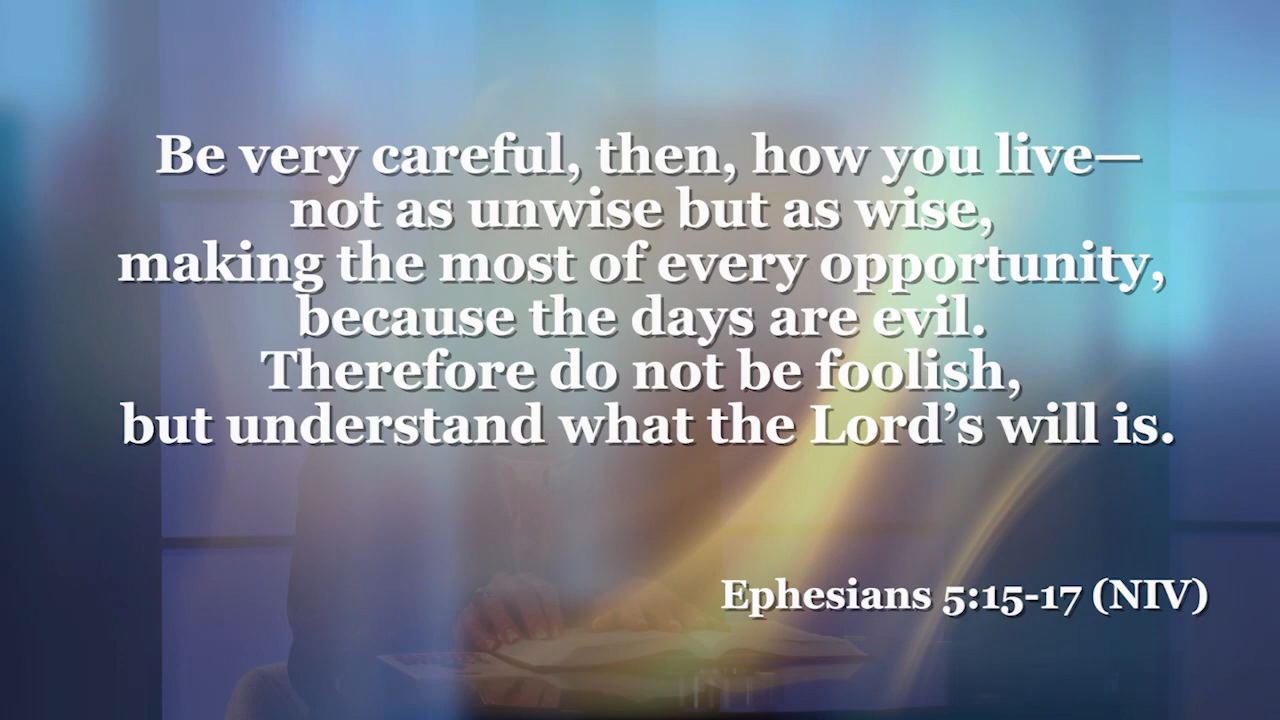 Be very careful, then, how you live—
not as unwise but as wise,
making the most of every opportunity,
because the days are evil.
Therefore do not be foolish,
but understand what the Lord’s will is.
Ephesians 5:15-17 (NIV)